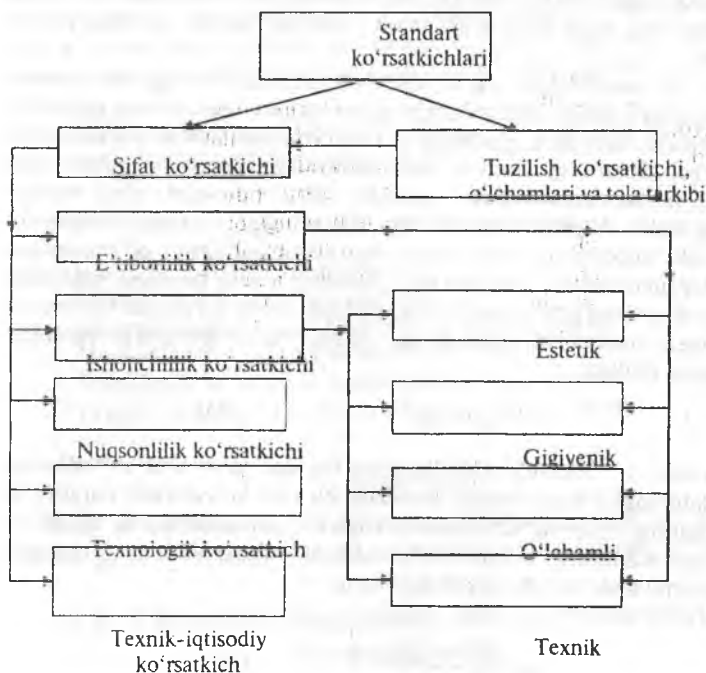 Standart
ko‘rsatkichlari
Sifat ko‘rsatkichi
Tuzilish ko‘rsatkichi,
o‘lchamlari va tola tarkibi
E’tiborlilik ko‘rsatkichi
Ishonchlilik ko‘rsatkichi
Estetik
Nuqsonlilik ko‘rsatkichi
Gigiyenik
Texnologik ko‘rsatkich
O‘lchamli
Texnik-iqtisodiy
ko‘rsatkich
Texnik